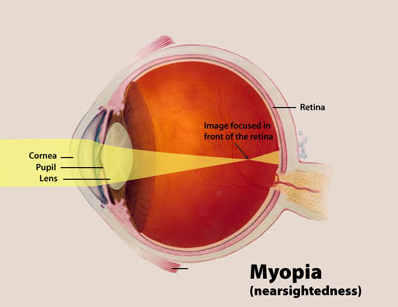 Retina
Image focused in
front of the retina
Cornea
Pupil
Lens
Myopia
(nearsightedness)